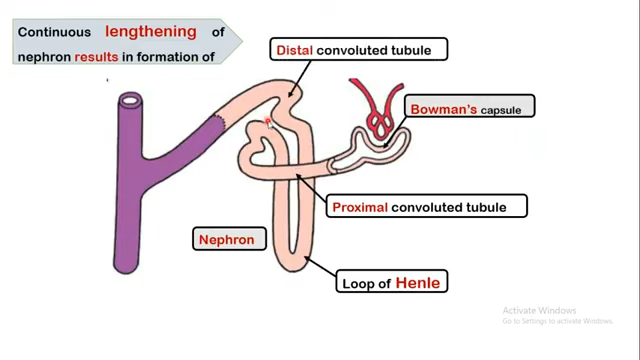 Continuous lengthening of
nephron results in formation of
Distal convoluted tubule
Bowman's capsule
Proximal convoluted tubule
Nephron
Loop of Henle
Activate Windows
Go to Settings to activate Windows.